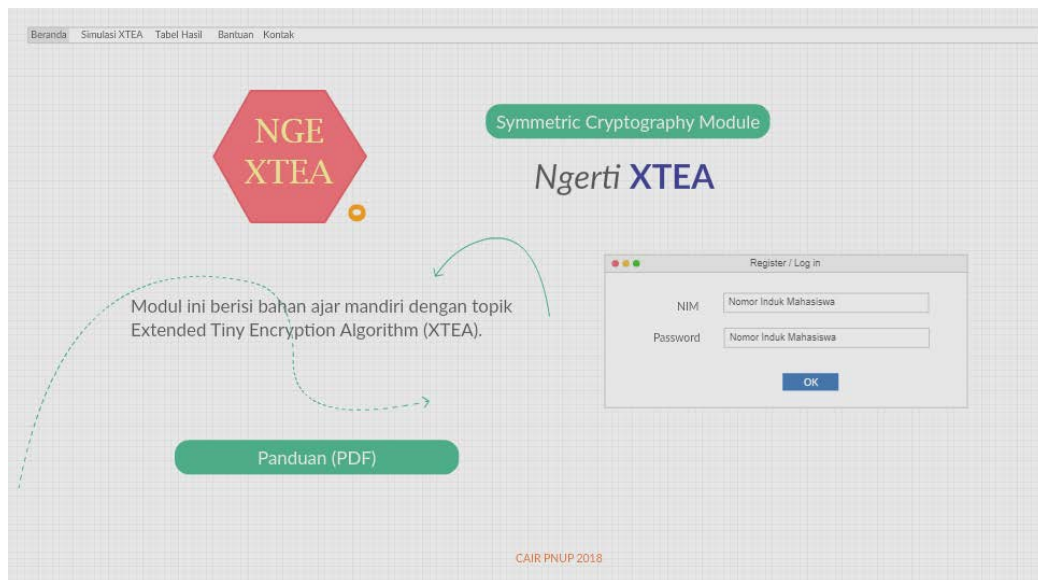 Beranda Simulasi XTEA Tabel Hasil Bantuan Kontak
NGE
XTEA
Symmetric Cryptography Module
Ngerti XTEA
Modul ini berisi bahan ajar mandiri dengan topik
Extended Tiny Encryption Algorithm (XTEA).
Register / Log in
NIM Nomor Induk Mahasiswa
Password Nomor Induk Mahasiswa
OK
Panduan (PDF)
CAIR PNUP 2018